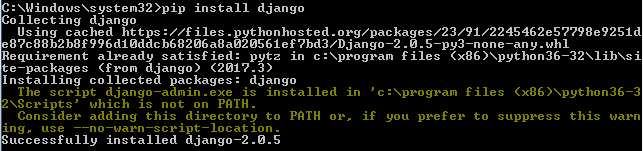 C:\Windows\system32>pip install django
Collecting django
  Using cached https://files.pythonhosted.org/packages/23/91/2245462e57798e9251d
e87c88b2b8f996d10ddcb68206a8a020561ef7bd3/Django-2.0.5-py3-none-any.whl
Requirement already satisfied: pytz in c:\program files (x86)\python36-32\lib\si
te-packages (from django) (2017.3)
Installing collected packages: django
  The script django-admin.exe is installed in 'c:\program files (x86)\python36-3
2\Scripts' which is not on PATH.
  Consider adding this directory to PATH or, if you prefer to suppress this warn
ing, use --no-warn-script-location.
Successfully installed django-2.0.5